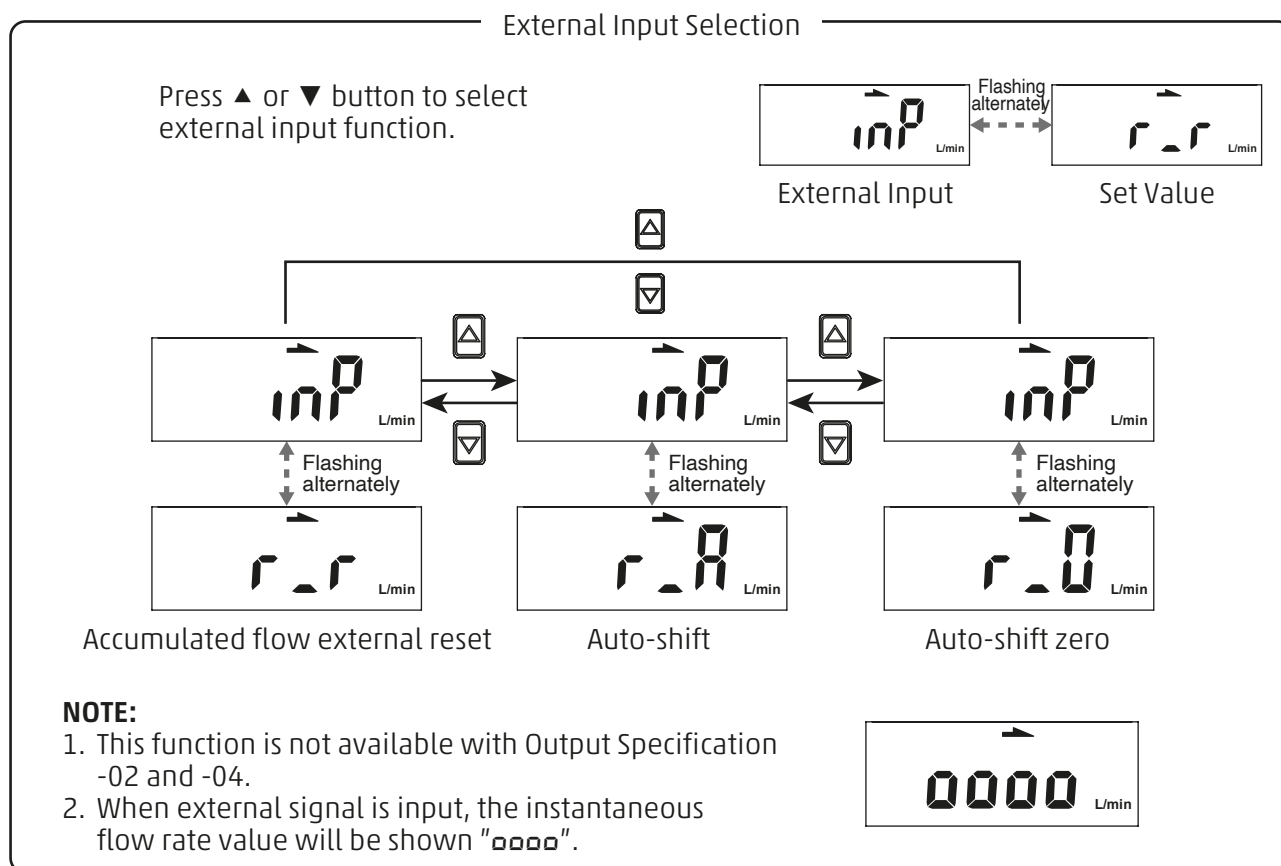 External Input Selection
Press ▲ or ▼ button to select
external input function.
inP L/min
Flashing
alternately
r_r L/min
External Input
Set Value
inP L/min
inP L/min
inP L/min
Flashing
alternately
Flashing
alternately
Flashing
alternately
r_r L/min
r_A L/min
r_0 L/min
Accumulated flow external reset
Auto-shift
Auto-shift zero
NOTE:
1. This function is not available with Output Specification
-02 and -04.
2. When external signal is input, the instantaneous
flow rate value will be shown "oooo".
oooo L/min